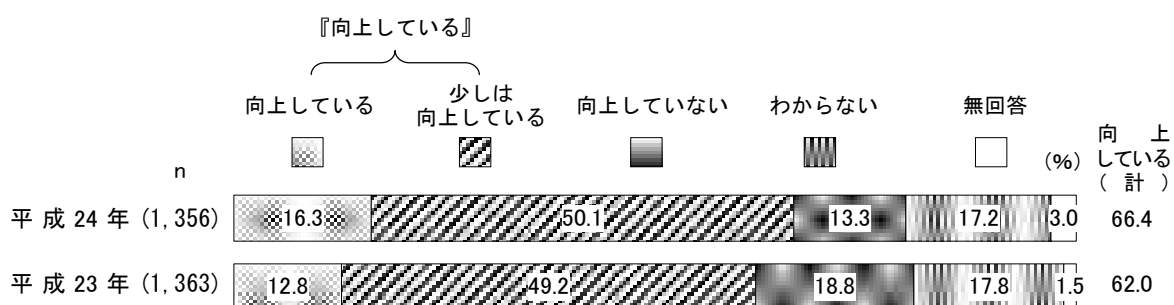 『向上している』
向上している
少しは
向上している
向上していない
わからない
無回答
向 上
している
( 計 )
(%)
n
平成24年(1,356) 16.3 50.1 13.3 17.2 3.0 66.4
平成23年(1,363) 12.8 49.2 18.8 17.8 1.5 62.0